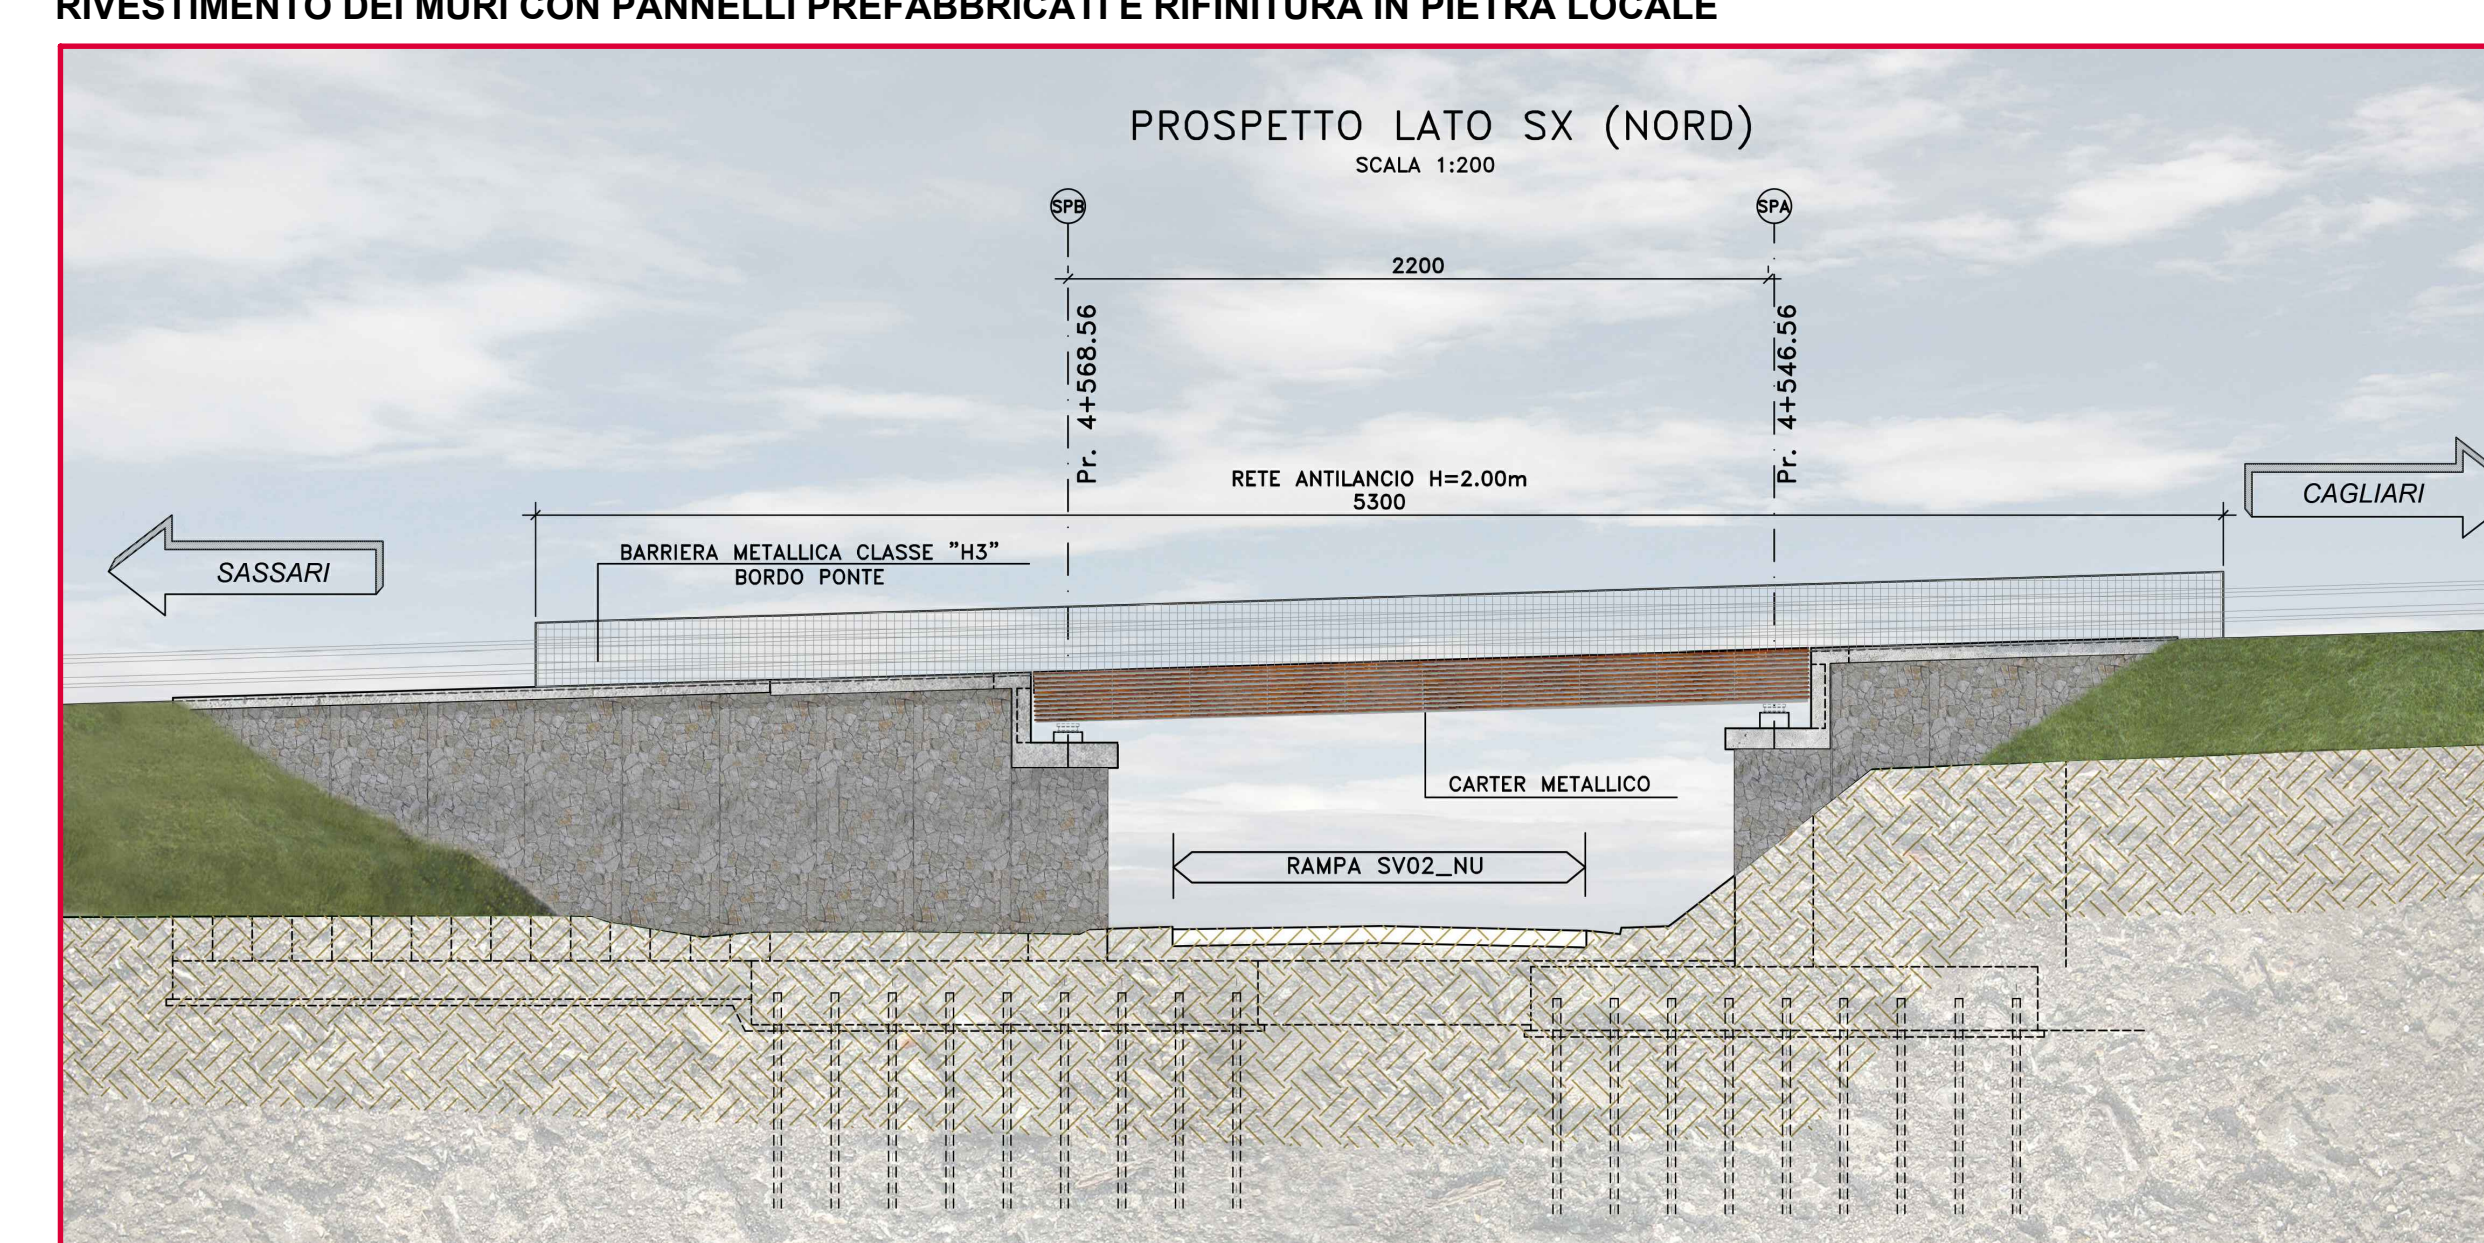 RIVESTIMENTO DEI MURI CON PANNELLI PREFABBRICATI E RIFINITURA IN PIETRA LOCALE
PROSPETTO LATO SX (NORD)
SCALA 1:200
SPB
SPA
2200
Pr. 4+568.56
Pr. 4+546.56
RETE ANTILANCIO H=2.00m
5300
CAGLIARI
SASSARI
BARRIERA METALLICA CLASSE "H3"
BORDO PONTE
CARTER METALLICO
RAMPA SV02_NU